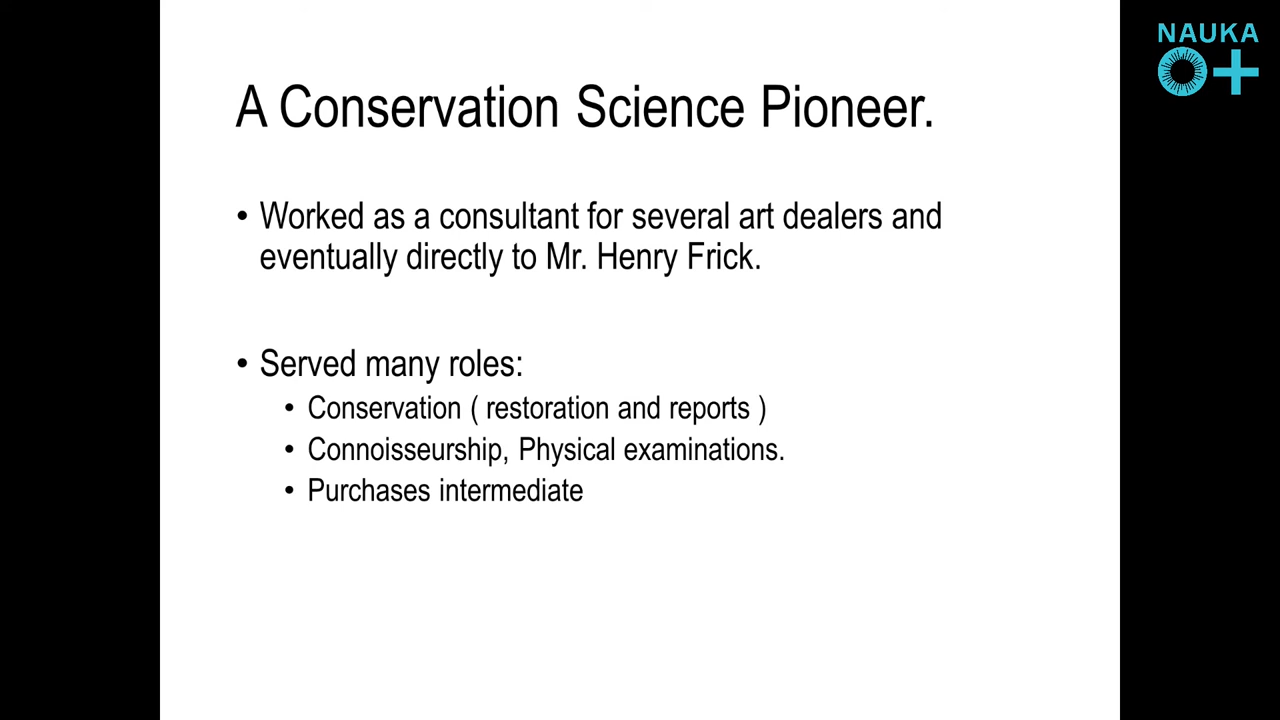 NAUKA
0+
A Conservation Science Pioneer.
• Worked as a consultant for several art dealers and
eventually directly to Mr. Henry Frick.
• Served many roles:
• Conservation ( restoration and reports )
• Connoisseurship, Physical examinations.
• Purchases intermediate